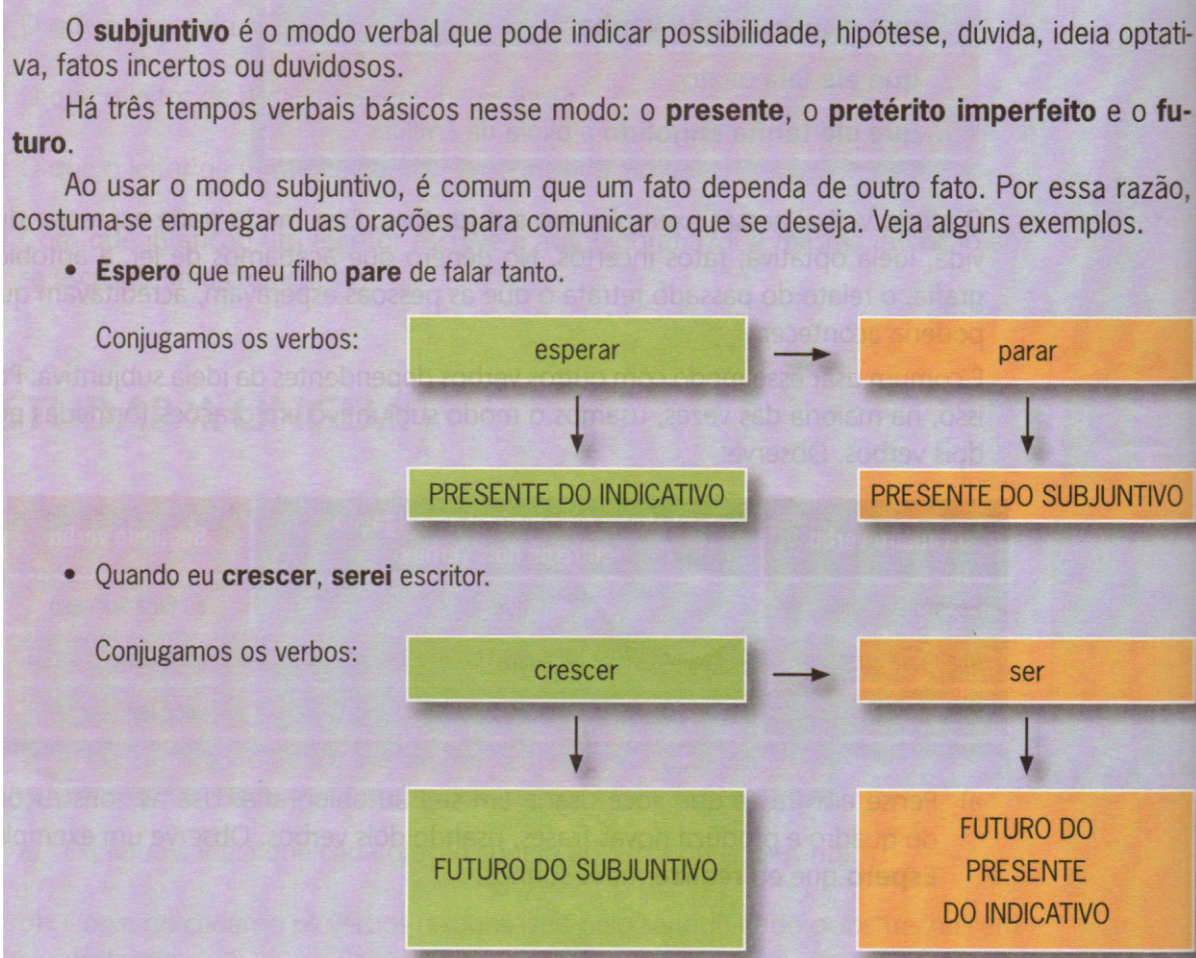 O subjuntivo é o modo verbal que pode indicar possibilidade, hipótese, dúvida, ideia optati-
va, fatos incertos ou duvidosos.
Há três tempos verbais básicos nesse modo: o presente, o pretérito imperfeito e o fu-
turo.
Ao usar o modo subjuntivo, é comum que um fato dependa de outro fato. Por essa razão,
costuma-se empregar duas orações para comunicar o que se deseja. Veja alguns exemplos.
• Espero que meu filho pare de falar tanto.
Conjugamos os verbos:
esperar
parar
PRESENTE DO INDICATIVO
PRESENTE DO SUBJUNTIVO
• Quando eu crescer, serei escritor.
Conjugamos os verbos:
crescer
ser
FUTURO DO SUBJUNTIVO
FUTURO DO
PRESENTE
DO INDICATIVO